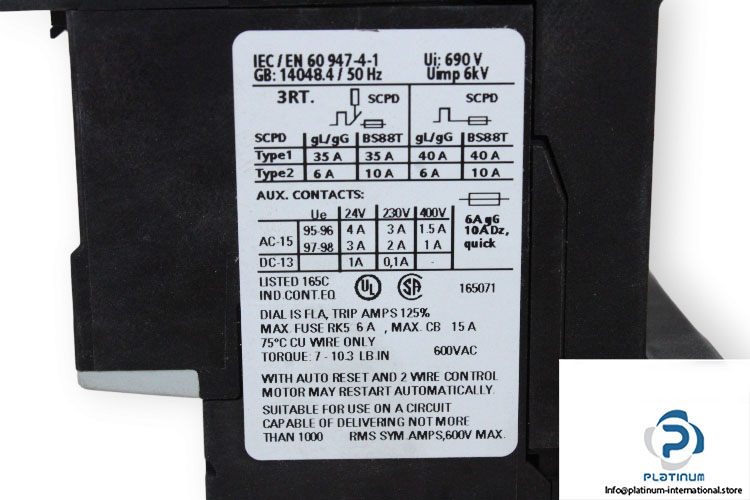 IEC/EN 60 947-4-1 Ui: 690 V
GB: 14048.4 / 50 Hz Uimp 6kV
3RT. SCPD SCPD
SCPD gL/gG BS88T gL/gG BS88T
Type1 35 A 35 A 40 A 40 A
Type2 6 A 10 A 6 A 10 A
AUX. CONTACTS:
Ue 24V 230V 400V
AC-15 95-96 4 A 3 A 1.5 A
97-98 3 A 2 A 1 A
DC-13 1A 0,1A -
6A gG
10A Dz,
quick
LISTED 165C UL SA 165071
IND.CONT.EQ
DIAL IS FLA, TRIP AMPS 125%
MAX. FUSE RK5 6 A , MAX. CB 15 A
75°C CU WIRE ONLY
TORQUE: 7 - 10.3 LB.IN 600VAC
WITH AUTO RESET AND 2 WIRE CONTROL
MOTOR MAY RESTART AUTOMATICALLY.
SUITABLE FOR USE ON A CIRCUIT
CAPABLE OF DELIVERING NOT MORE
THAN 1000 RMS SYM.AMPS,600V MAX.
PLATINUM
Info@platinum-international.store